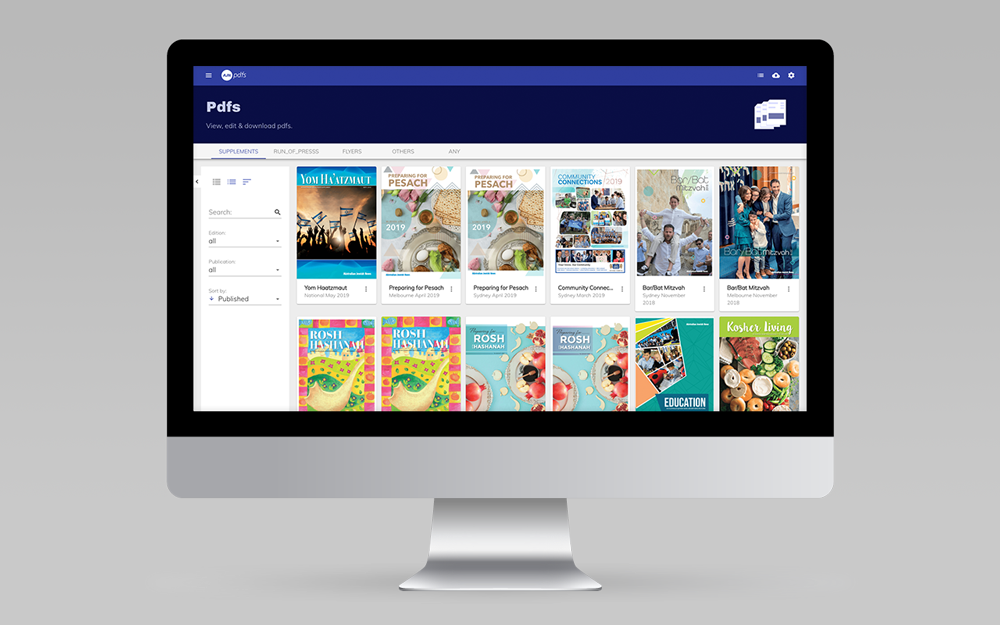 AJN pdfs
Pdfs
View, edit & download pdfs.
SUPPLEMENTS RUN_OF_PRESSS FLYERS OTHERS ANY
Search:
Edition:
all
Publication:
all
Sort by:
Published
YOM HA'ATZMAUT
PREPARING FOR
PESACH
2019
PREPARING FOR
PESACH
2019
COMMUNITY
CONNECTIONS/2019
Bar/Bat
mitzvah
Bar/Bat
mitzvah
Yom Haatzmaut
National May 2019
Preparing for Pesach
Melbourne April 2019
Preparing for Pesach
Sydney April 2019
Community Connec...
Sydney March 2019
Bar/Bat Mitzvah
Sydney November
2018
Bar/Bat Mitzvah
Melbourne November
2018
ROSH
HASHANAH
ROSH
HASHANAH
Preparing for
ROSH
HASHANAH
Preparing for
ROSH
HASHANAH
EDUCATION
Kosher Living